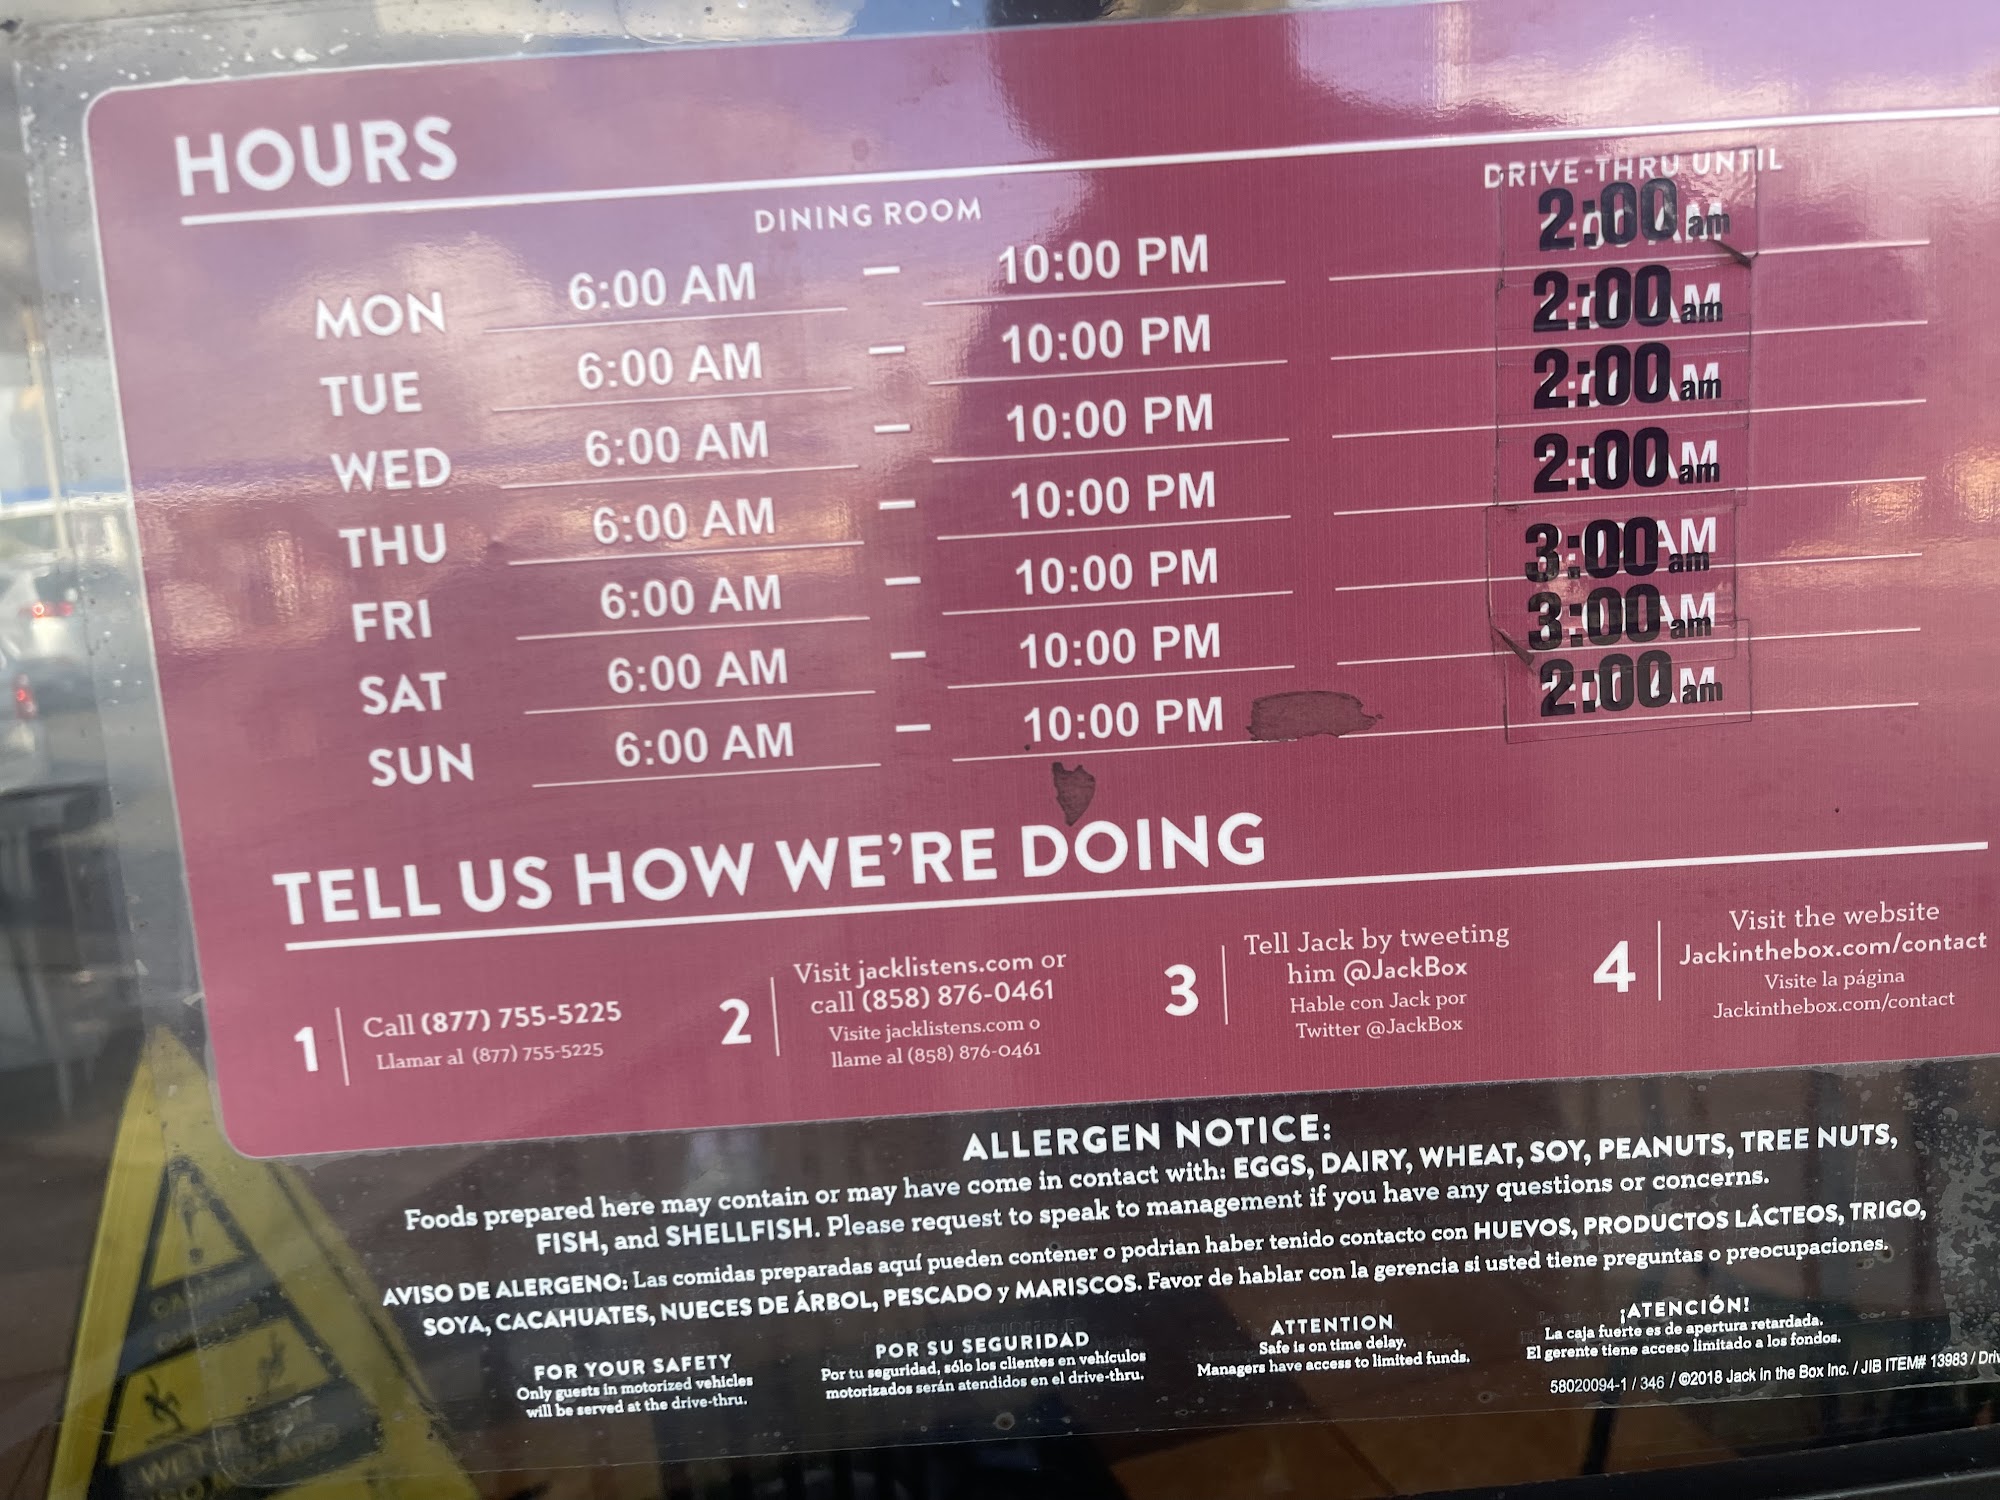 HOURS
DINING ROOM DRIVE-THRU UNTIL
MON 6:00 AM – 10:00 PM 2:00 am
TUE 6:00 AM – 10:00 PM 2:00 am
WED 6:00 AM – 10:00 PM 2:00 am
THU 6:00 AM – 10:00 PM 2:00 am
FRI 6:00 AM – 10:00 PM 3:00 am
SAT 6:00 AM – 10:00 PM 3:00 am
SUN 6:00 AM – 10:00 PM 2:00 am
TELL US HOW WE'RE DOING
1
Call (877) 755-5225
Llamar al (877) 755-5225
2
Visit jacklistens.com or
call (858) 876-0461
Visite jacklistens.com o
llame al (858) 876-0461
3
Tell Jack by tweeting
him @JackBox
Hable con Jack por
Twitter @JackBox
4
Visit the website
Jackinthebox.com/contact
Visite la página
Jackinthebox.com/contact
ALLERGEN NOTICE:
Foods prepared here may contain or may have come in contact with: EGGS, DAIRY, WHEAT, SOY, PEANUTS, TREE NUTS,
FISH, and SHELLFISH. Please request to speak to management if you have any questions or concerns.
AVISO DE ALERGENO: Las comidas preparadas aquí pueden contener o podrian haber tenido contacto con HUEVOS, PRODUCTOS LÁCTEOS, TRIGO,
SOYA, CACAHUATES, NUECES DE ÁRBOL, PESCADO y MARISCOS. Favor de hablar con la gerencia si usted tiene preguntas o preocupaciones.
FOR YOUR SAFETY
Only guests in motorized vehicles
will be served at the drive-thru.
POR SU SEGURIDAD
Por tu seguridad, sólo los clientes en vehículos
motorizados serán atendidos en el drive-thru.
ATTENTION
Safe is on time delay.
Managers have access to limited funds.
¡ATENCIÓN!
La caja fuerte es de apertura retardada.
El gerente tiene acceso limitado a los fondos.
58020094-1 / 346 / ©2018 Jack in the Box Inc. / JIB ITEM# 13983 /